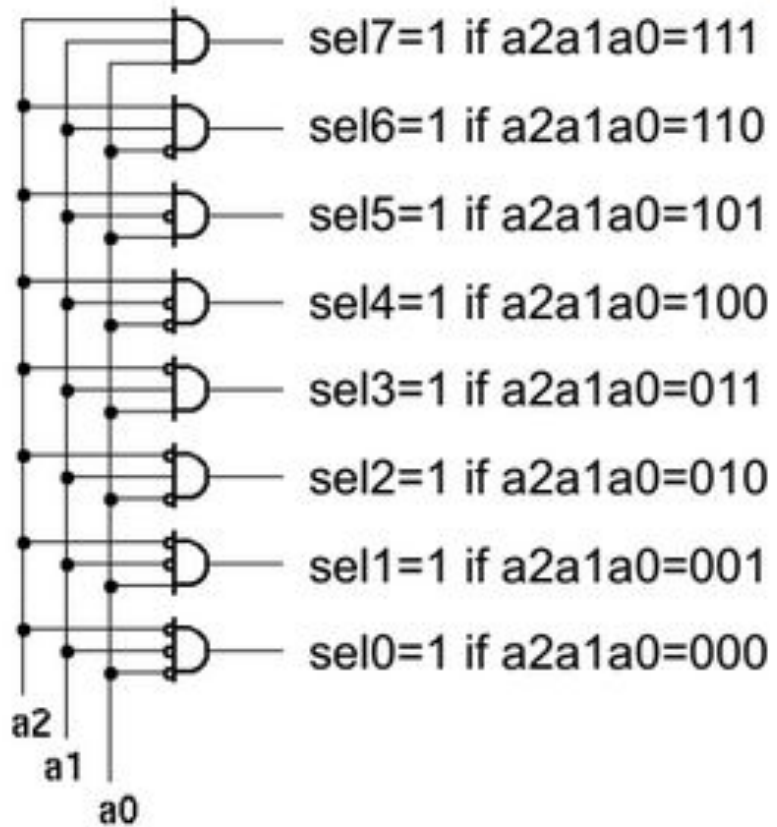 sel7=1 if a2a1a0=111
sel6=1 if a2a1a0=110
sel5=1 if a2a1a0=101
sel4=1 if a2a1a0=100
sel3=1 if a2a1a0=011
sel2=1 if a2a1a0=010
sel1=1 if a2a1a0=001
sel0=1 if a2a1a0=000
a2
a1
a0